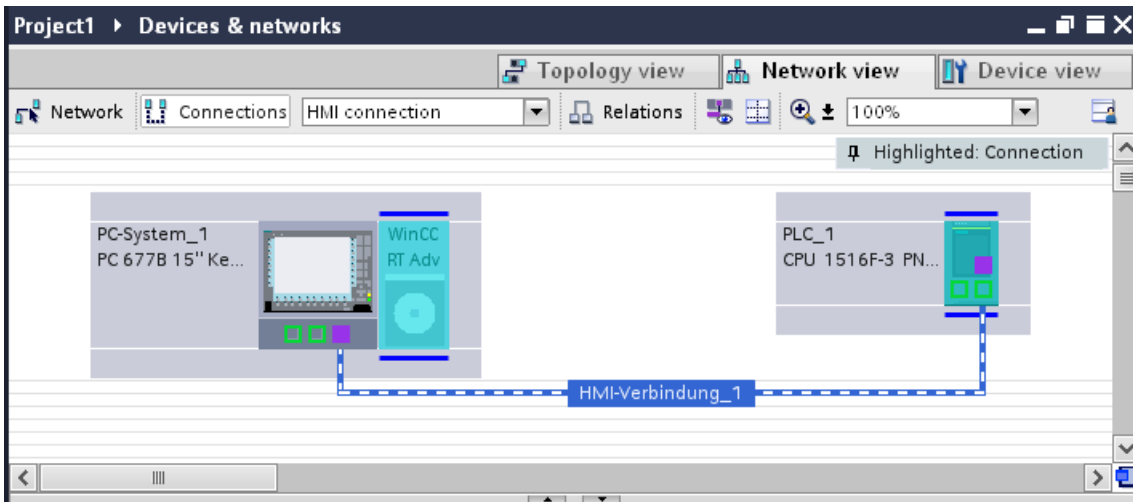 Project1 ▸ Devices & networks
Topology view
Network view
Device view
Network
Connections
HMI connection
Relations
100%
Highlighted: Connection
PC-System_1
PC 677B 15" Ke...
WinCC
RT Adv
PLC_1
CPU 1516F-3 PN...
HMI-Verbindung_1